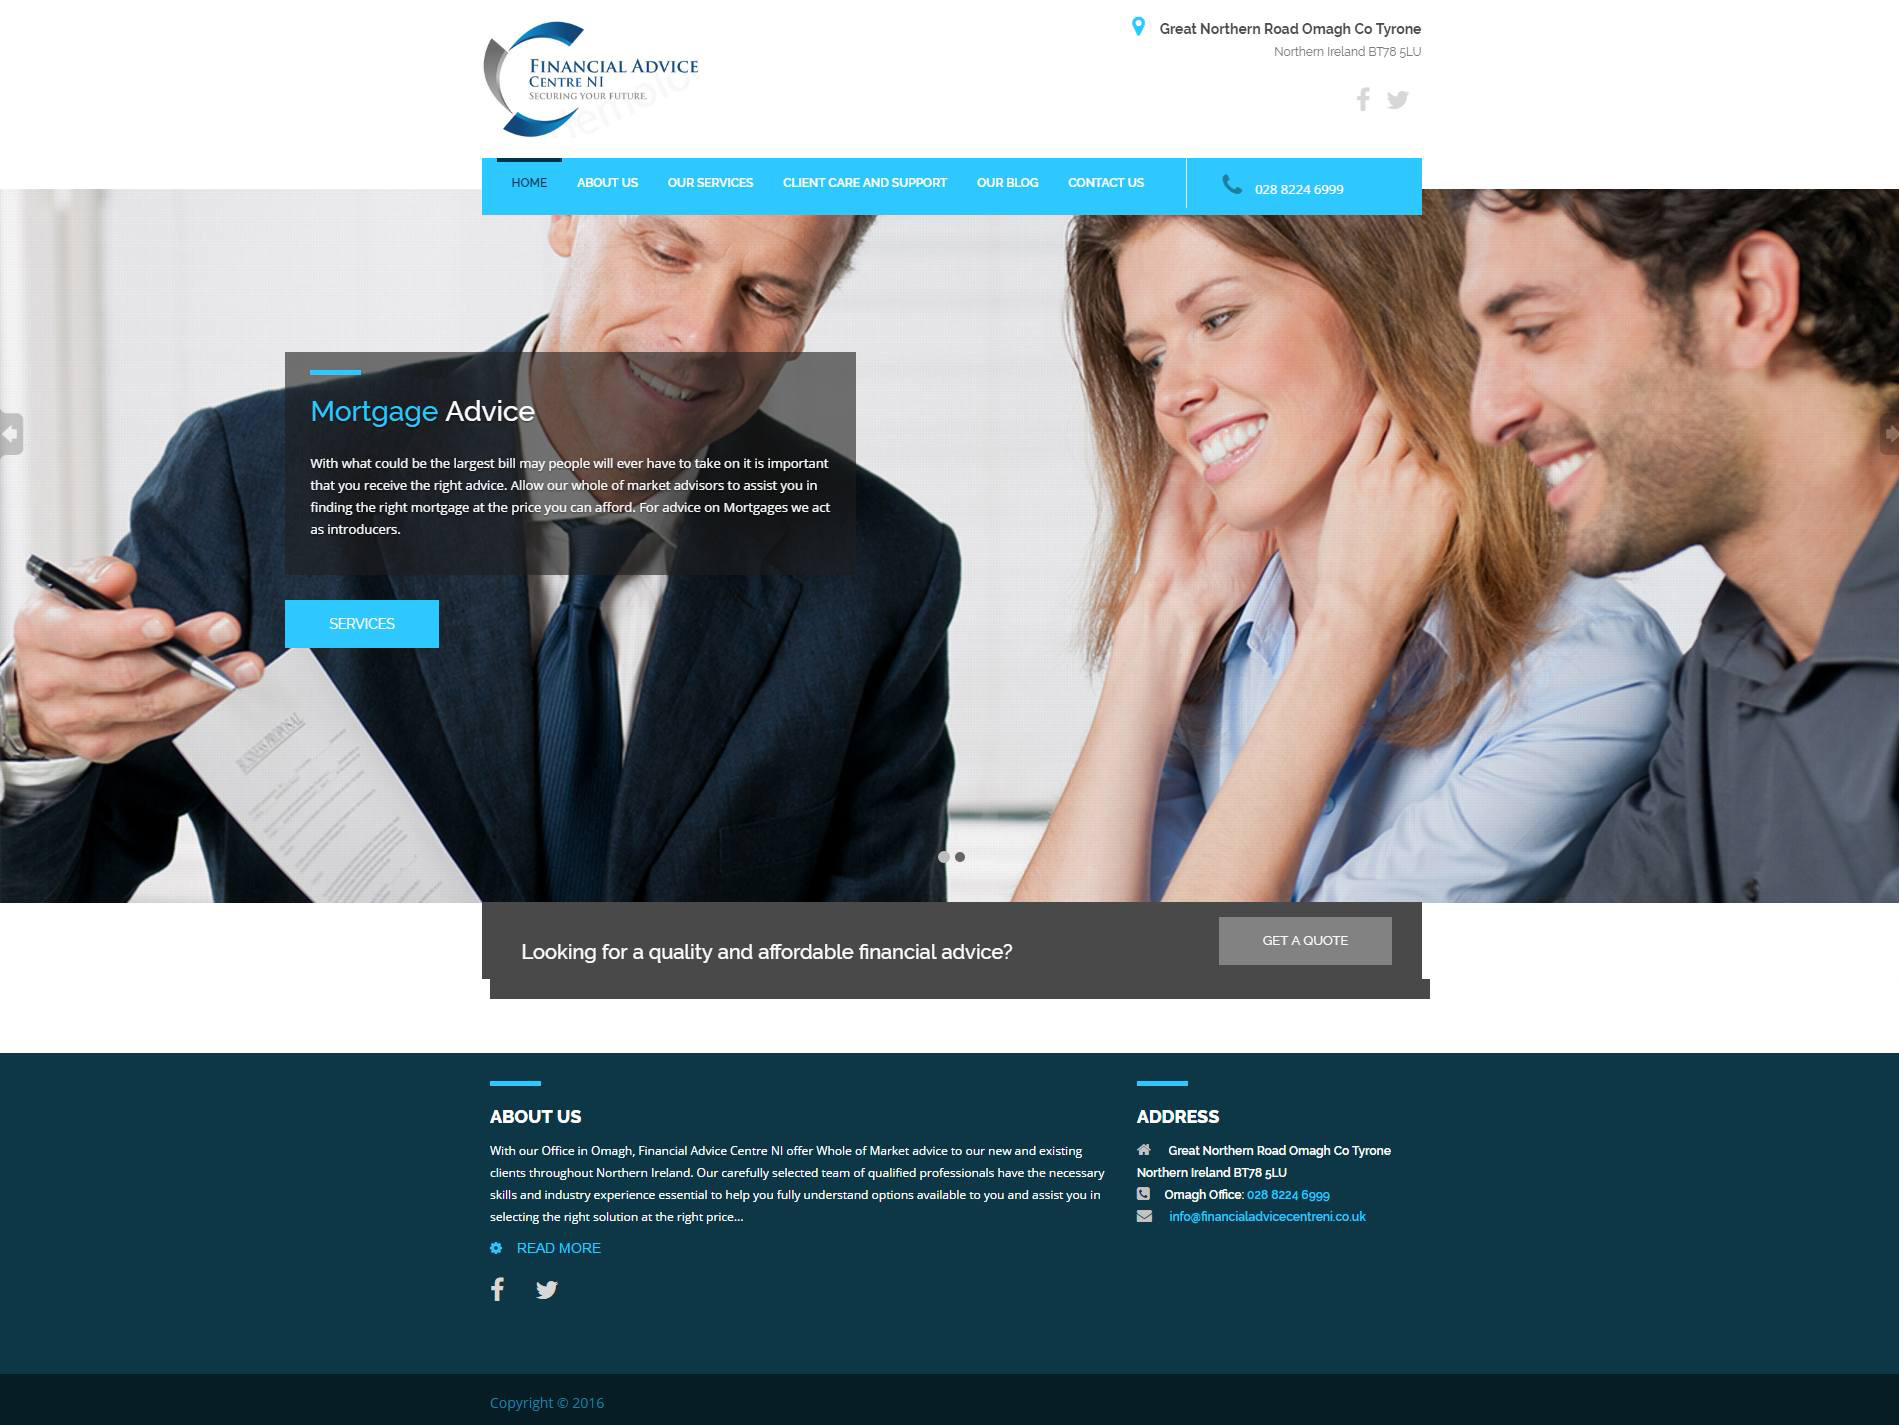 FINANCIAL ADVICE
CENTRE NI
SECURING YOUR FUTURE.
Great Northern Road Omagh Co Tyrone
Northern Ireland BT78 5LU
HOME ABOUT US OUR SERVICES CLIENT CARE AND SUPPORT OUR BLOG CONTACT US 028 8224 6999
Mortgage Advice
With what could be the largest bill may people will ever have to take on it is important
that you receive the right advice. Allow our whole of market advisors to assist you in
finding the right mortgage at the price you can afford. For advice on Mortgages we act
as introducers.
SERVICES
BUSINESS PROPOSAL
Looking for a quality and affordable financial advice?
GET A QUOTE
ABOUT US
With our Office in Omagh, Financial Advice Centre NI offer Whole of Market advice to our new and existing
clients throughout Northern Ireland. Our carefully selected team of qualified professionals have the necessary
skills and industry experience essential to help you fully understand options available to you and assist you in
selecting the right solution at the right price...
READ MORE
ADDRESS
Great Northern Road Omagh Co Tyrone
Northern Ireland BT78 5LU
Omagh Office: 028 8224 6999
info@financialadvicecentreni.co.uk
Copyright © 2016